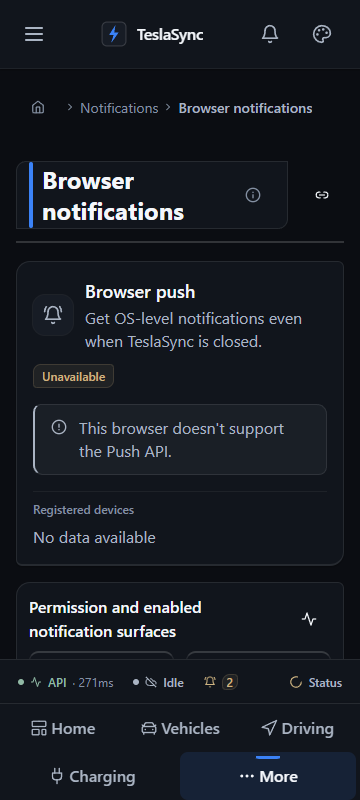 TeslaSync
Notifications Browser notifications
Browser
notifications
Browser push
Get OS-level notifications even
when TeslaSync is closed.
Unavailable
This browser doesn't support
the Push API.
Registered devices
No data available
Permission and enabled
notification surfaces
API · 271ms Idle 2 Status
Home Vehicles Driving
Charging More